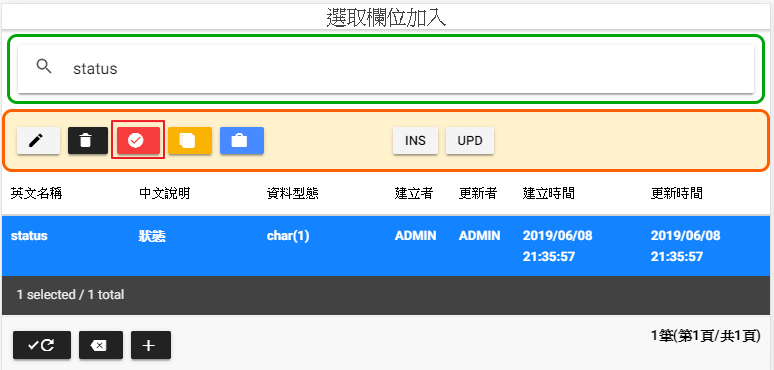 選取欄位加入
status
INS UPD
英文名稱 中文說明 資料型態 建立者 更新者 建立時間 更新時間
status 狀態 char(1) ADMIN ADMIN 2019/06/08 2019/06/08
21:35:57 21:35:57
1 selected / 1 total
1筆(第1頁/共1頁)